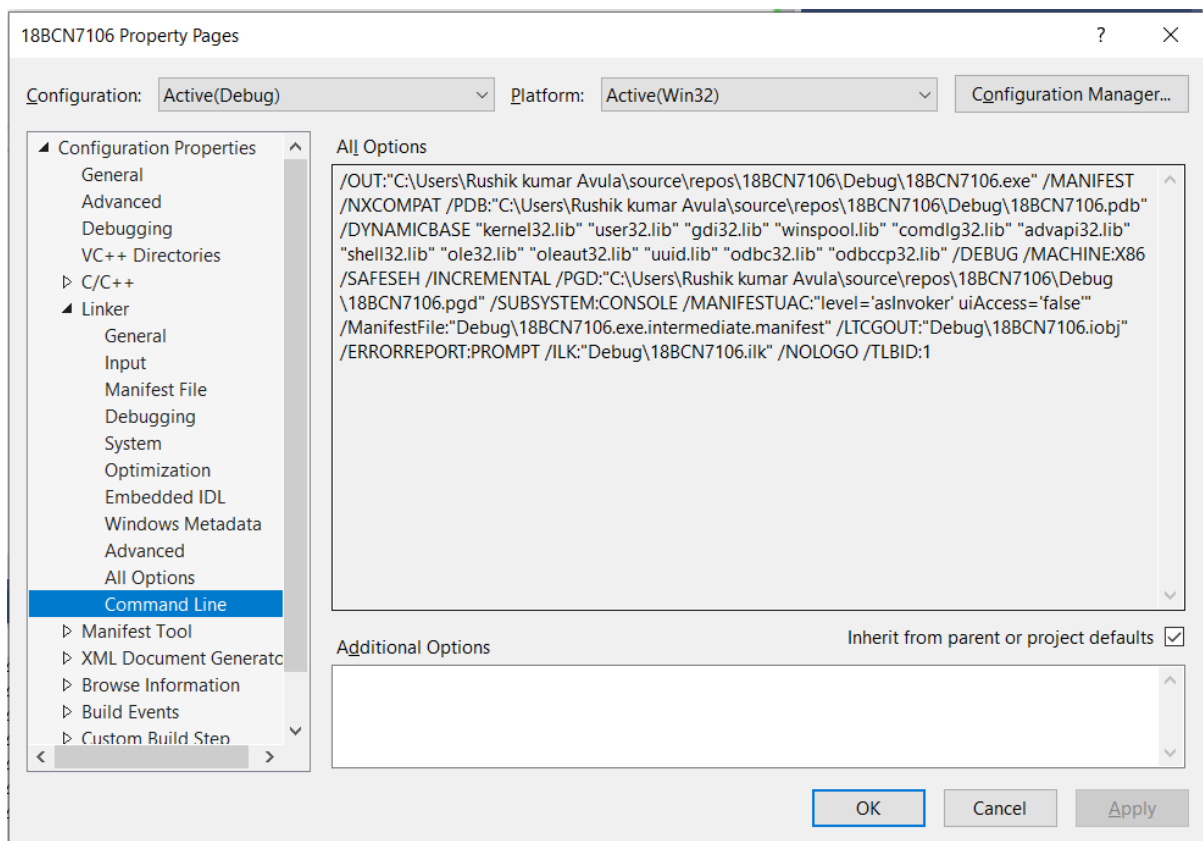 18BCN7106 Property Pages
?
Configuration:
Active(Debug)
Platform:
Active(Win32)
Configuration Manager...
Configuration Properties
General
Advanced
Debugging
VC++ Directories
C/C++
Linker
General
Input
Manifest File
Debugging
System
Optimization
Embedded IDL
Windows Metadata
Advanced
All Options
Command Line
Manifest Tool
XML Document Generato
Browse Information
Build Events
Custom Build Step
All Options
/OUT:"C:\Users\Rushik kumar Avula\source\repos\18BCN7106\Debug\18BCN7106.exe" /MANIFEST
/NXCOMPAT /PDB:"C:\Users\Rushik kumar Avula\source\repos\18BCN7106\Debug\18BCN7106.pdb"
/DYNAMICBASE "kernel32.lib" "user32.lib" "gdi32.lib" "winspool.lib" "comdlg32.lib" "advapi32.lib"
"shell32.lib" "ole32.lib" "oleaut32.lib" "uuid.lib" "odbc32.lib" "odbccp32.lib" /DEBUG /MACHINE:X86
/SAFESEH /INCREMENTAL /PGD:"C:\Users\Rushik kumar Avula\source\repos\18BCN7106\Debug
\18BCN7106.pgd" /SUBSYSTEM:CONSOLE /MANIFESTUAC:"level='asInvoker' uiAccess='false'"
/ManifestFile:"Debug\18BCN7106.exe.intermediate.manifest" /LTCGOUT:"Debug\18BCN7106.iobj"
/ERRORREPORT:PROMPT /ILK:"Debug\18BCN7106.ilk" /NOLOGO /TLBID:1
Additional Options
Inherit from parent or project defaults
OK
Cancel
Apply